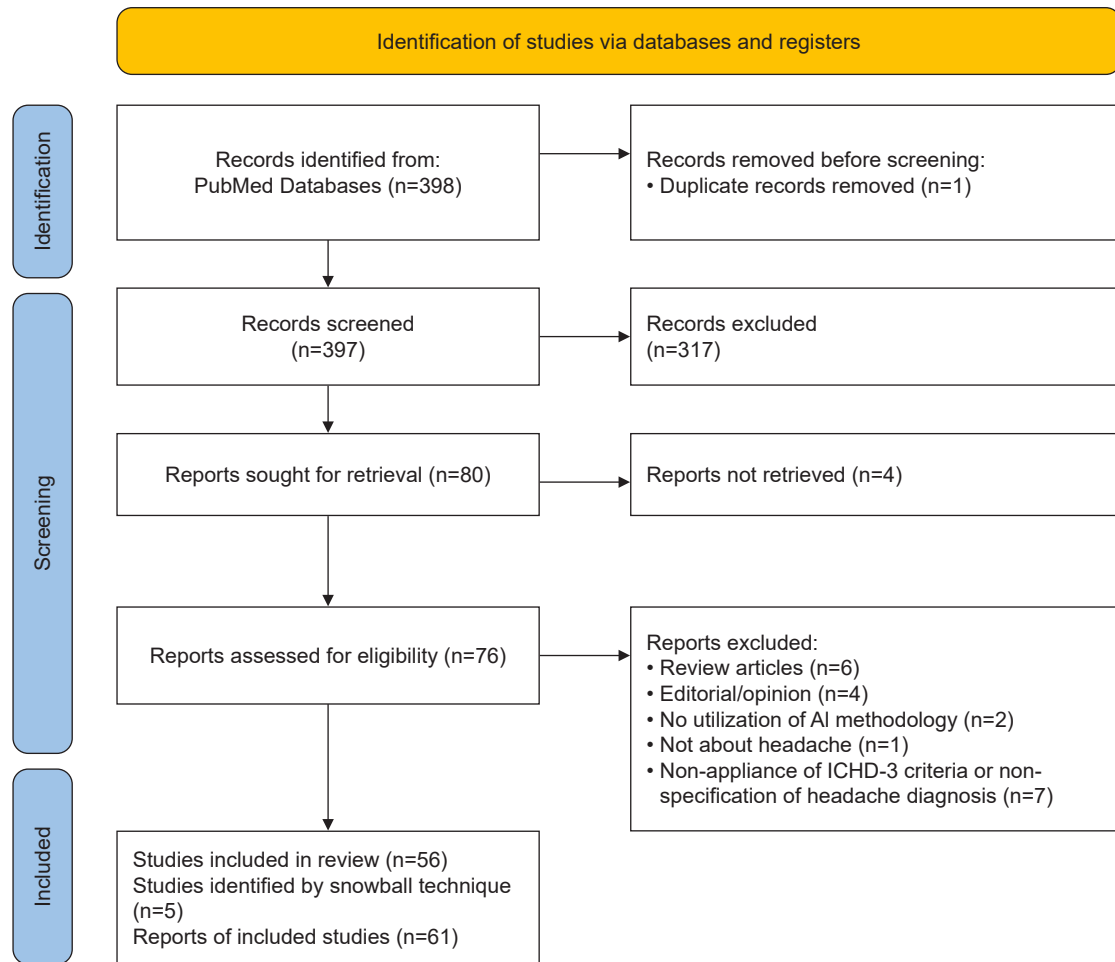 Identification of studies via databases and registers
Identification
Records identified from:
PubMed Databases (n=398)
Records removed before screening:
• Duplicate records removed (n=1)
Screening
Records screened
(n=397)
Records excluded
(n=317)
Reports sought for retrieval (n=80)
Reports not retrieved (n=4)
Reports assessed for eligibility (n=76)
Reports excluded:
• Review articles (n=6)
• Editorial/opinion (n=4)
• No utilization of AI methodology (n=2)
• Not about headache (n=1)
• Non-appliance of ICHD-3 criteria or non-
specification of headache diagnosis (n=7)
Included
Studies included in review (n=56)
Studies identified by snowball technique
(n=5)
Reports of included studies (n=61)